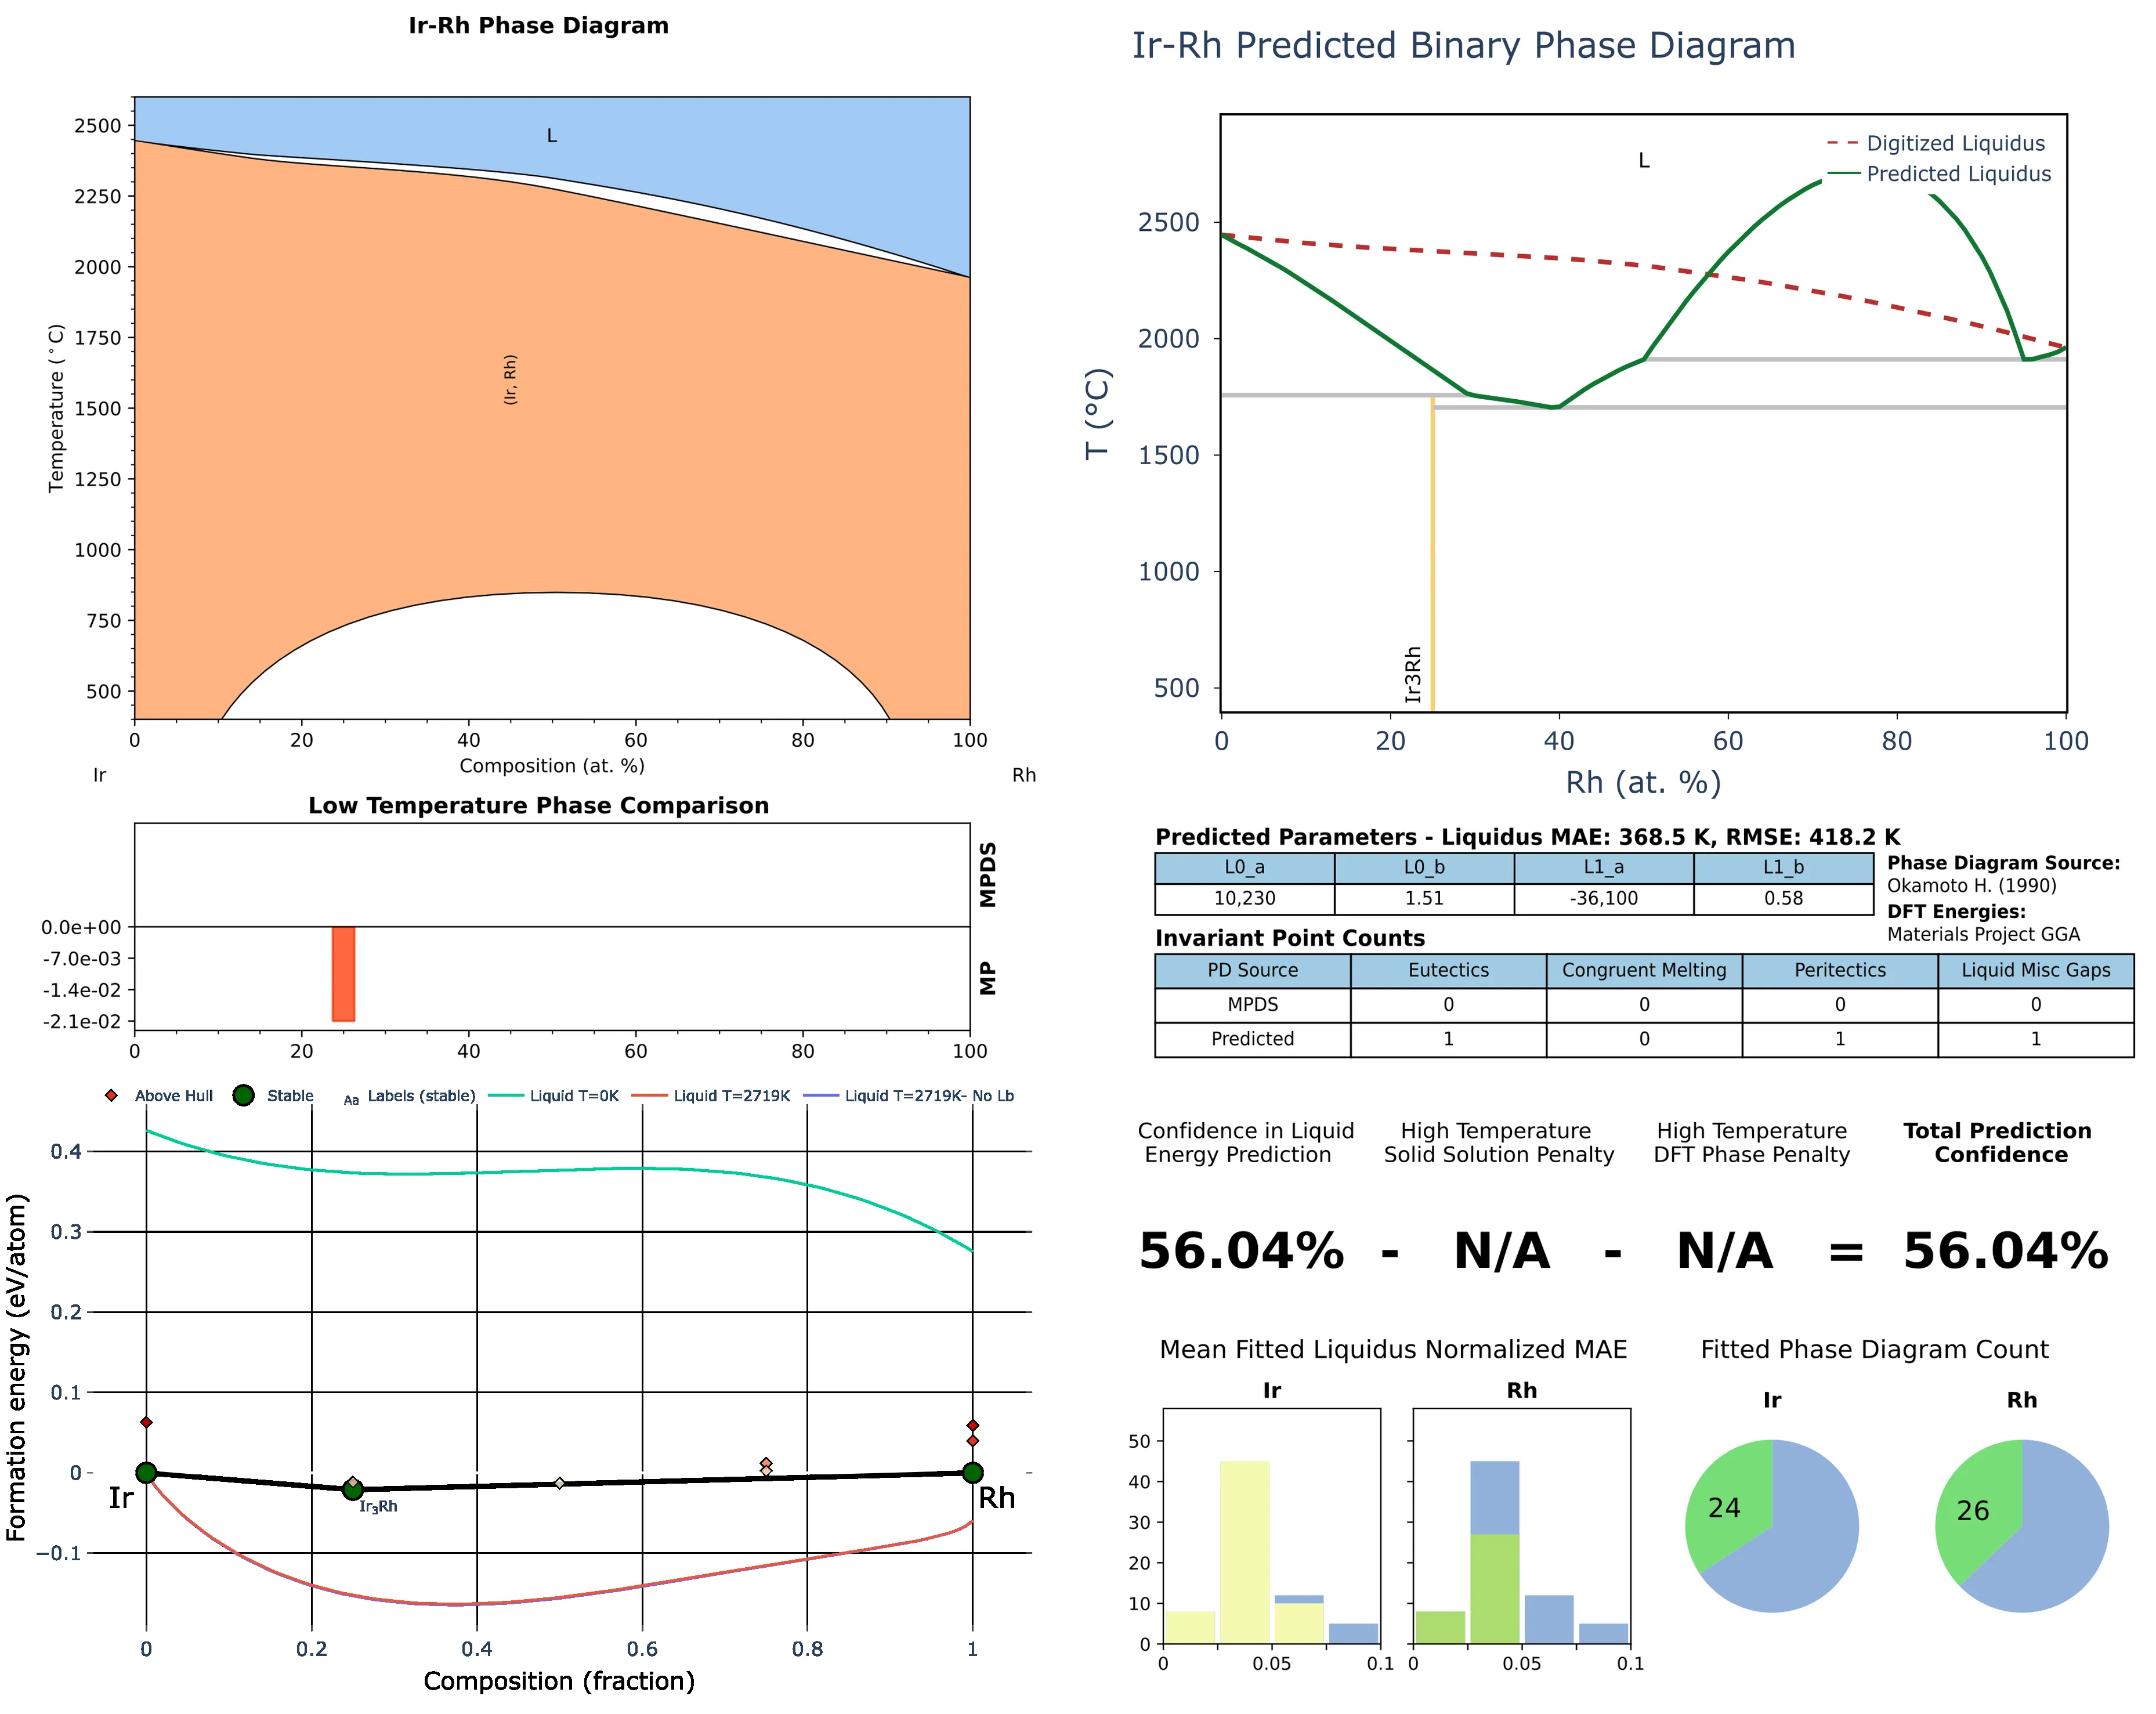 Ir-Rh Phase Diagram
2500
2250
2000
1750
1500
1250
1000
750
500
Temperature (°C)
L
(Ir, Rh)
0 20 40 60 80 100
Composition (at. %)
Ir Rh
Ir-Rh Predicted Binary Phase Diagram
Digitized Liquidus
Predicted Liquidus
L
2500
2000
1500
1000
500
T (°C)
Ir3Rh
0 20 40 60 80 100
Rh (at. %)
Low Temperature Phase Comparison
MPDS
MP
0.0e+00
-7.0e-03
-1.4e-02
-2.1e-02
0 20 40 60 80 100
Predicted Parameters - Liquidus MAE: 368.5 K, RMSE: 418.2 K
L0_a L0_b L1_a L1_b
10,230 1.51 -36,100 0.58
Phase Diagram Source:
Okamoto H. (1990)
DFT Energies:
Materials Project GGA
Invariant Point Counts
PD Source Eutectics Congruent Melting Peritectics Liquid Misc Gaps
MPDS 0 0 0 0
Predicted 1 0 1 1
Above Hull Stable Aa Labels (stable) Liquid T=0K Liquid T=2719K Liquid T=2719K- No Lb
0.4
0.3
0.2
0.1
0
−0.1
Formation energy (eV/atom)
Ir Ir₃Rh Rh
0 0.2 0.4 0.6 0.8 1
Composition (fraction)
Confidence in Liquid
Energy Prediction
High Temperature
Solid Solution Penalty
High Temperature
DFT Phase Penalty
Total Prediction
Confidence
56.04% - N/A - N/A = 56.04%
Mean Fitted Liquidus Normalized MAE
Ir Rh
50
40
30
20
10
0
0 0.05 0.1 0 0.05 0.1
Fitted Phase Diagram Count
Ir Rh
24 26